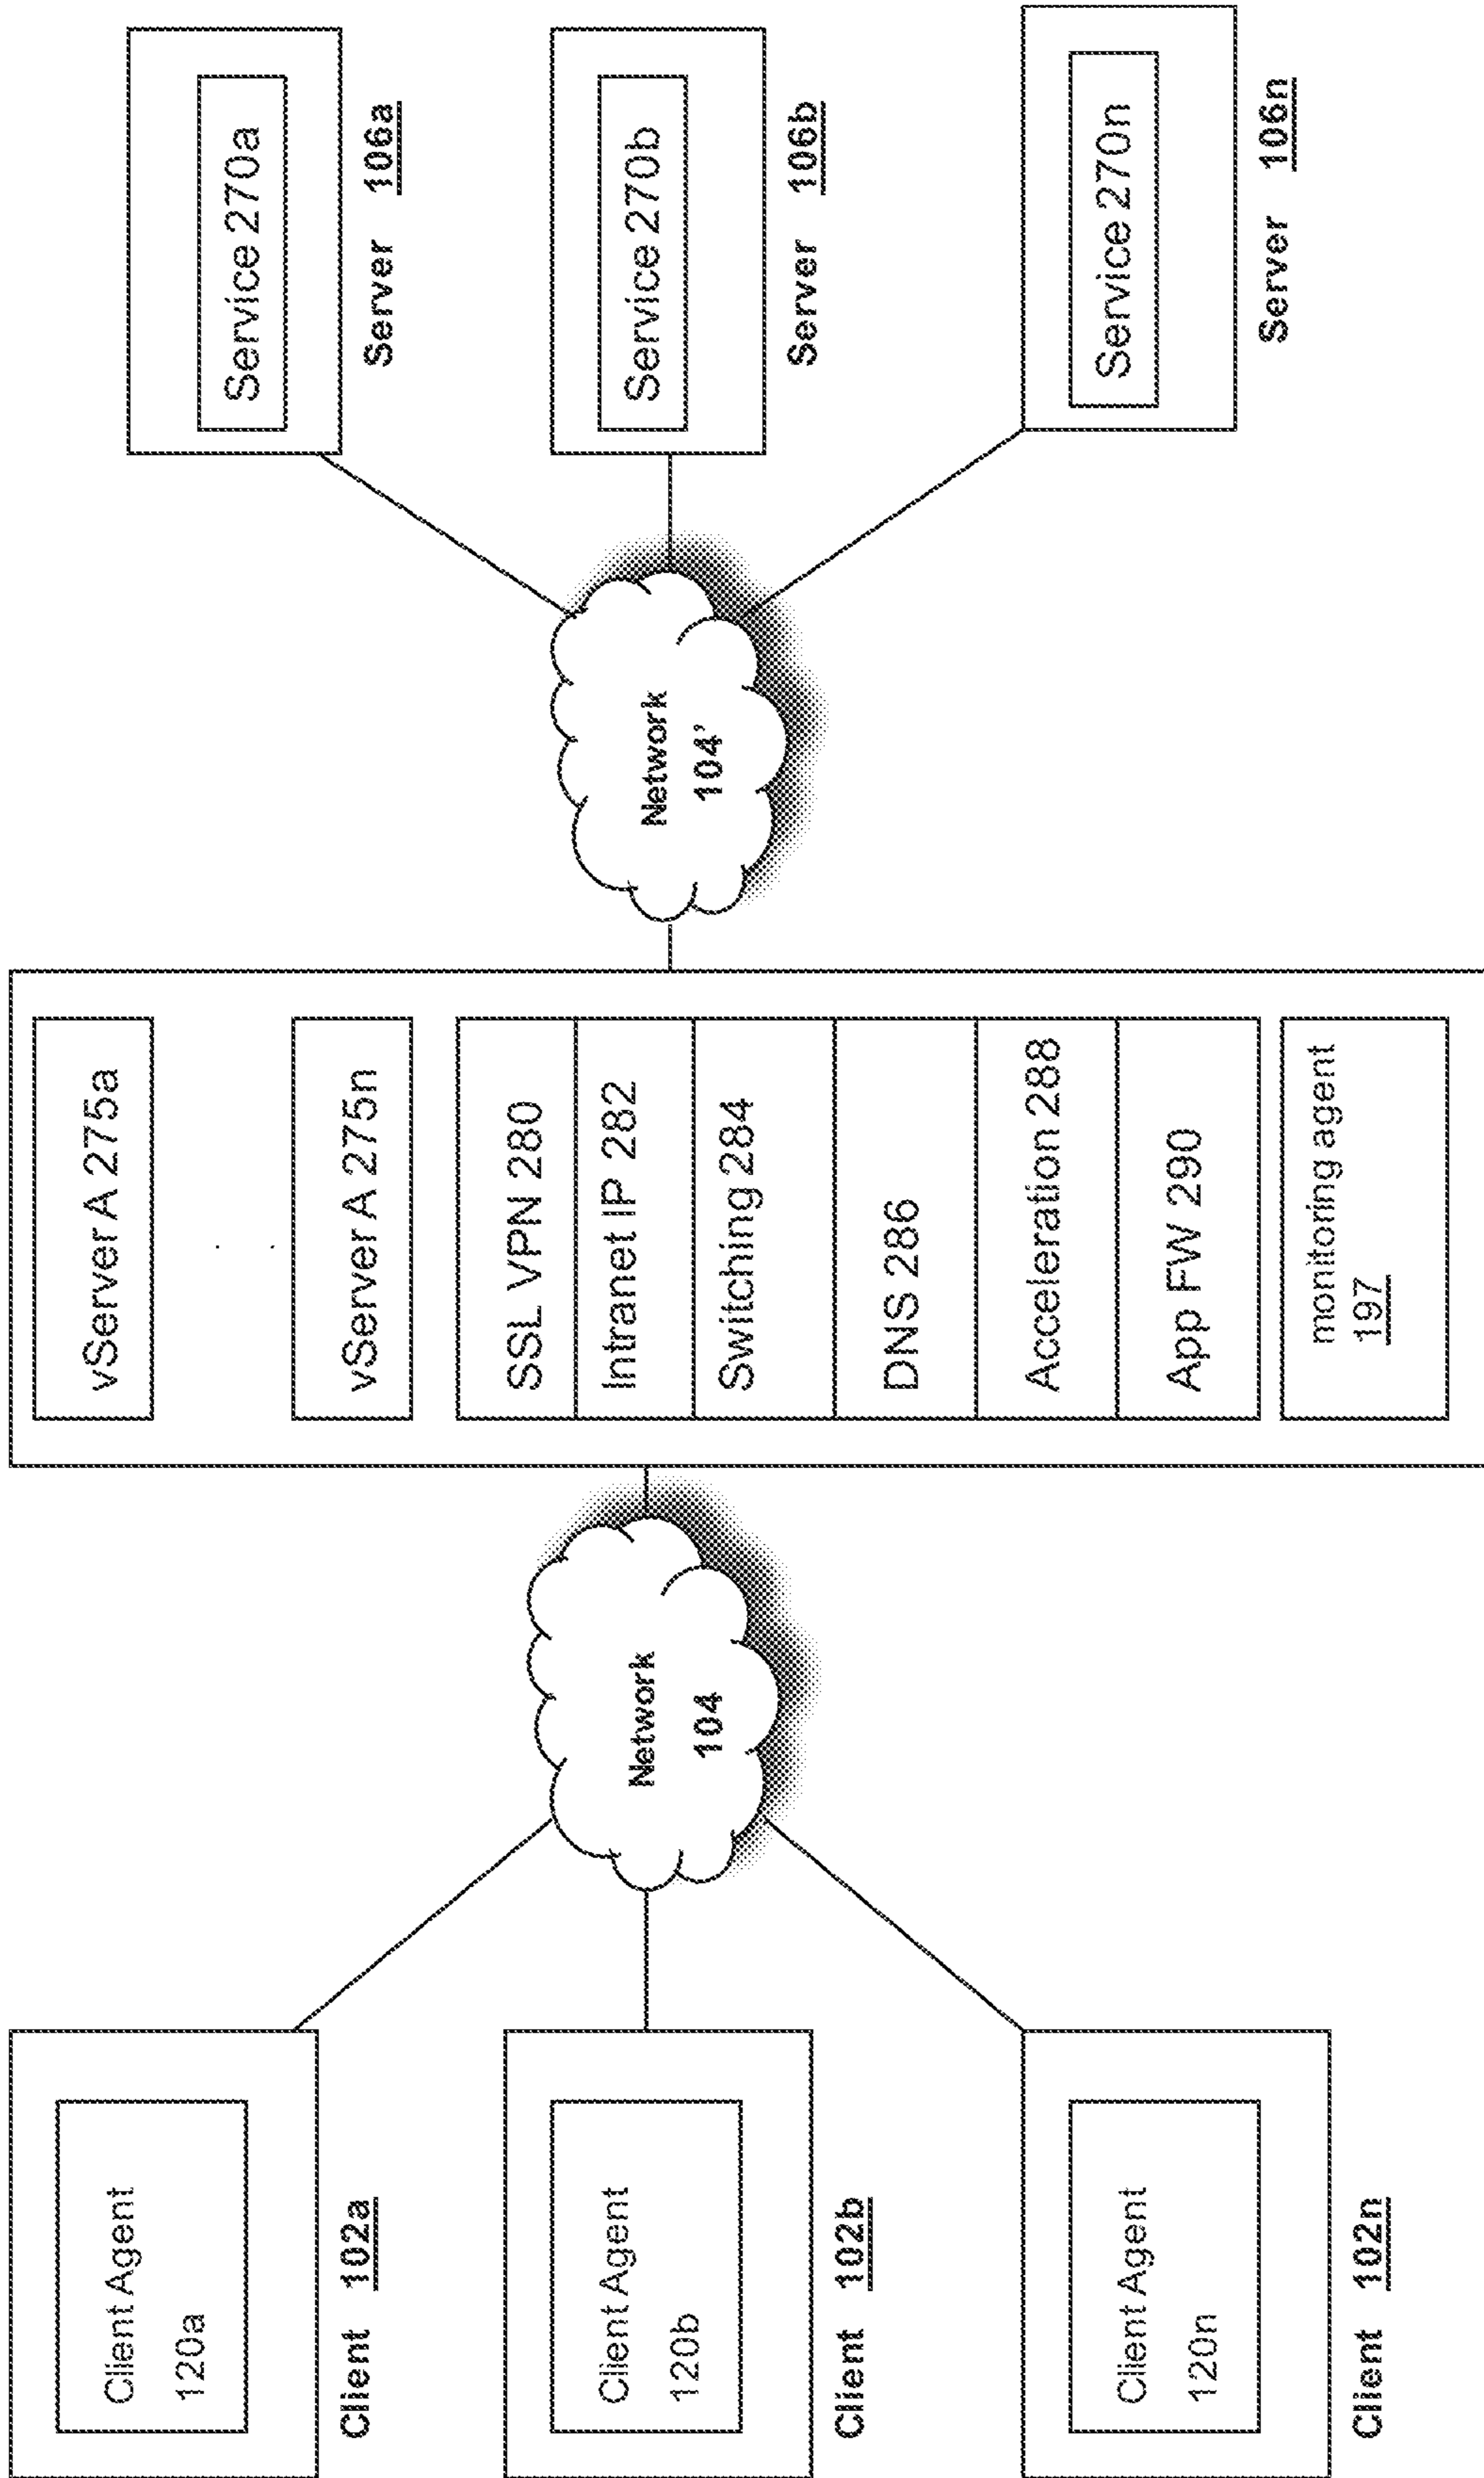 Client Agent
120a
Client 102a
Client Agent
120b
Client 102b
Client Agent
120n
Client 102n
Network
104
vServer A 275a
vServer A 275n
SSL VPN 280
Intranet IP 282
Switching 284
DNS 286
Acceleration 288
App FW 290
monitoring agent
197
Network
104'
Service 270a
Server 106a
Service 270b
Server 106b
Service 270n
Server 106n